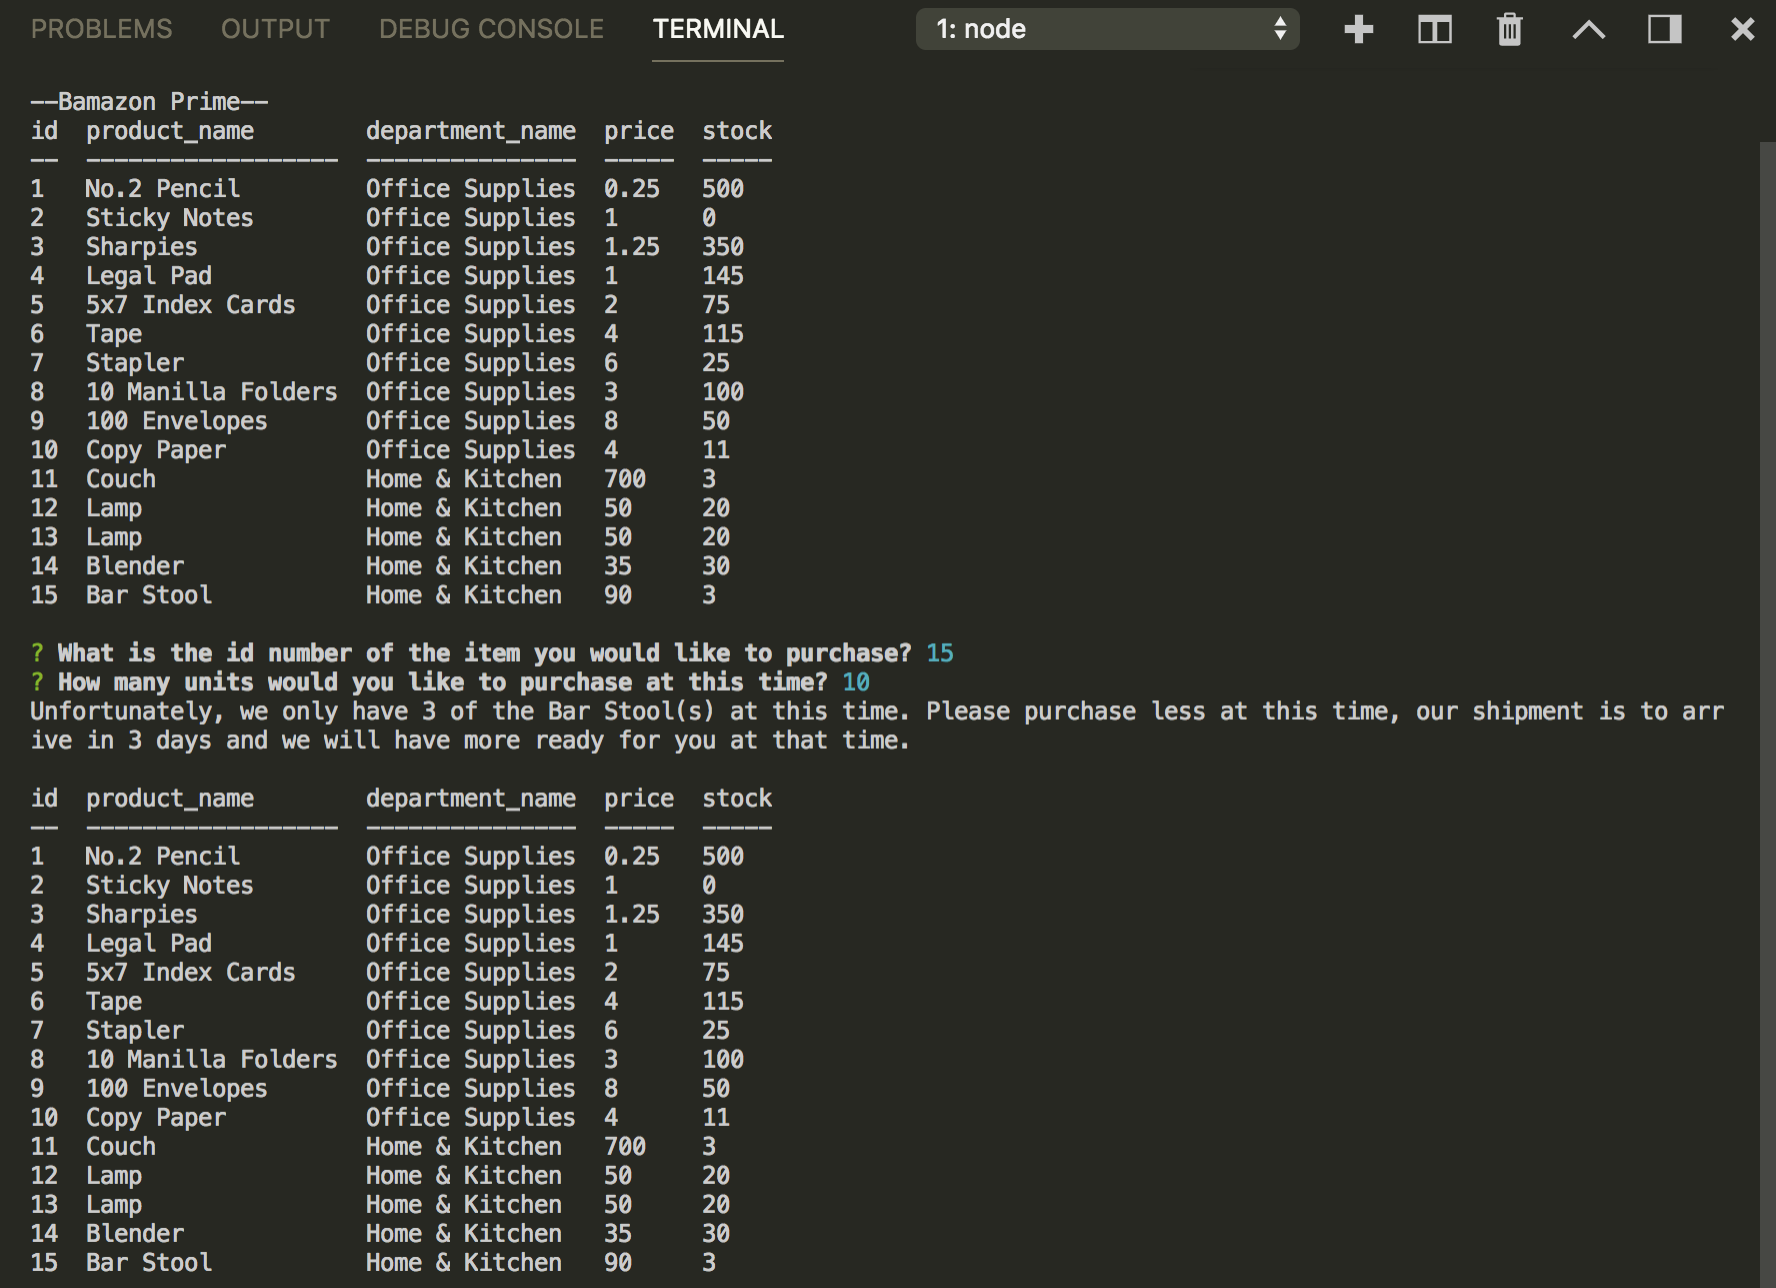 PROBLEMS OUTPUT DEBUG CONSOLE TERMINAL 1: node
--Bamazon Prime--
id  product_name        department_name  price  stock
--  ------------------  ---------------  -----  -----
1   No.2 Pencil         Office Supplies  0.25   500
2   Sticky Notes        Office Supplies  1      0
3   Sharpies            Office Supplies  1.25   350
4   Legal Pad           Office Supplies  1      145
5   5x7 Index Cards     Office Supplies  2      75
6   Tape                Office Supplies  4      115
7   Stapler             Office Supplies  6      25
8   10 Manilla Folders  Office Supplies  3      100
9   100 Envelopes       Office Supplies  8      50
10  Copy Paper          Office Supplies  4      11
11  Couch               Home & Kitchen   700    3
12  Lamp                Home & Kitchen   50     20
13  Lamp                Home & Kitchen   50     20
14  Blender             Home & Kitchen   35     30
15  Bar Stool           Home & Kitchen   90     3
? What is the id number of the item you would like to purchase? 15
? How many units would you like to purchase at this time? 10
Unfortunately, we only have 3 of the Bar Stool(s) at this time. Please purchase less at this time, our shipment is to arr
ive in 3 days and we will have more ready for you at that time.
id  product_name        department_name  price  stock
--  ------------------  ---------------  -----  -----
1   No.2 Pencil         Office Supplies  0.25   500
2   Sticky Notes        Office Supplies  1      0
3   Sharpies            Office Supplies  1.25   350
4   Legal Pad           Office Supplies  1      145
5   5x7 Index Cards     Office Supplies  2      75
6   Tape                Office Supplies  4      115
7   Stapler             Office Supplies  6      25
8   10 Manilla Folders  Office Supplies  3      100
9   100 Envelopes       Office Supplies  8      50
10  Copy Paper          Office Supplies  4      11
11  Couch               Home & Kitchen   700    3
12  Lamp                Home & Kitchen   50     20
13  Lamp                Home & Kitchen   50     20
14  Blender             Home & Kitchen   35     30
15  Bar Stool           Home & Kitchen   90     3